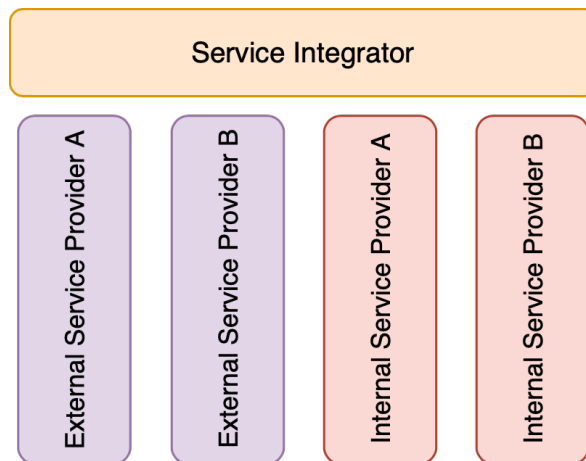 Service Integrator
External Service Provider A
External Service Provider B
Internal Service Provider A
Internal Service Provider B